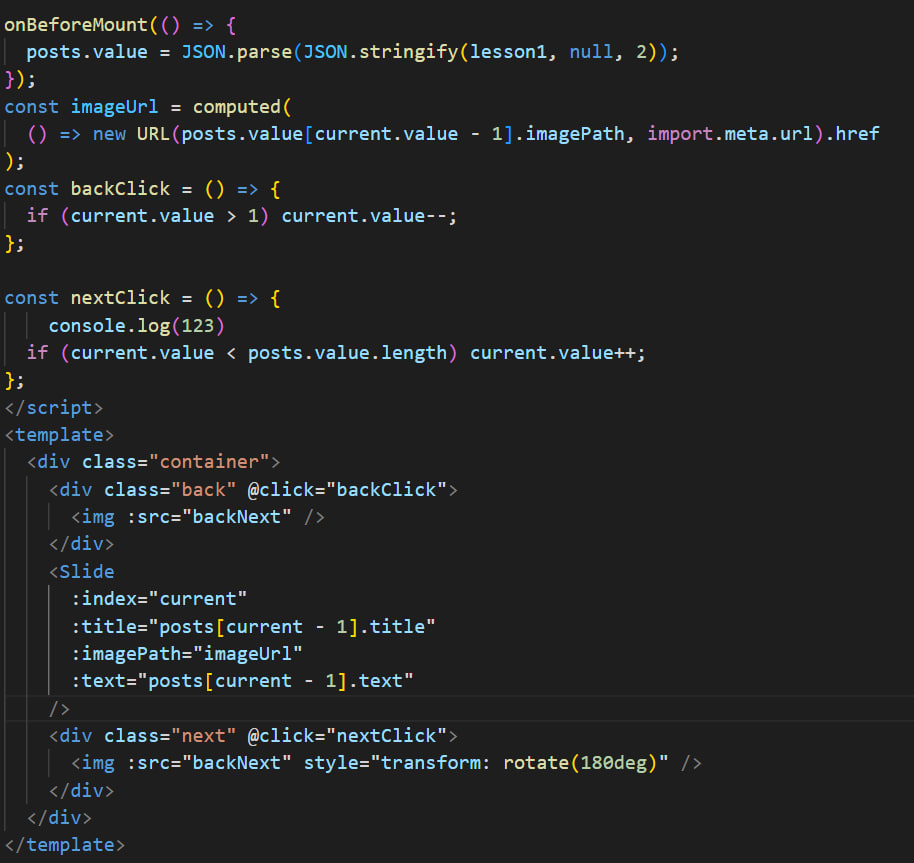 onBeforeMount(() => {
  posts.value = JSON.parse(JSON.stringify(lesson1, null, 2));
});
const imageUrl = computed(
  () => new URL(posts.value[current.value - 1].imagePath, import.meta.url).href
);
const backClick = () => {
  if (current.value > 1) current.value--;
};

const nextClick = () => {
    console.log(123)
  if (current.value < posts.value.length) current.value++;
};
</script>
<template>
  <div class="container">
    <div class="back" @click="backClick">
      <img :src="backNext" />
    </div>
    <Slide
      :index="current"
      :title="posts[current - 1].title"
      :imagePath="imageUrl"
      :text="posts[current - 1].text"
    />
    <div class="next" @click="nextClick">
      <img :src="backNext" style="transform: rotate(180deg)" />
    </div>
  </div>
</template>